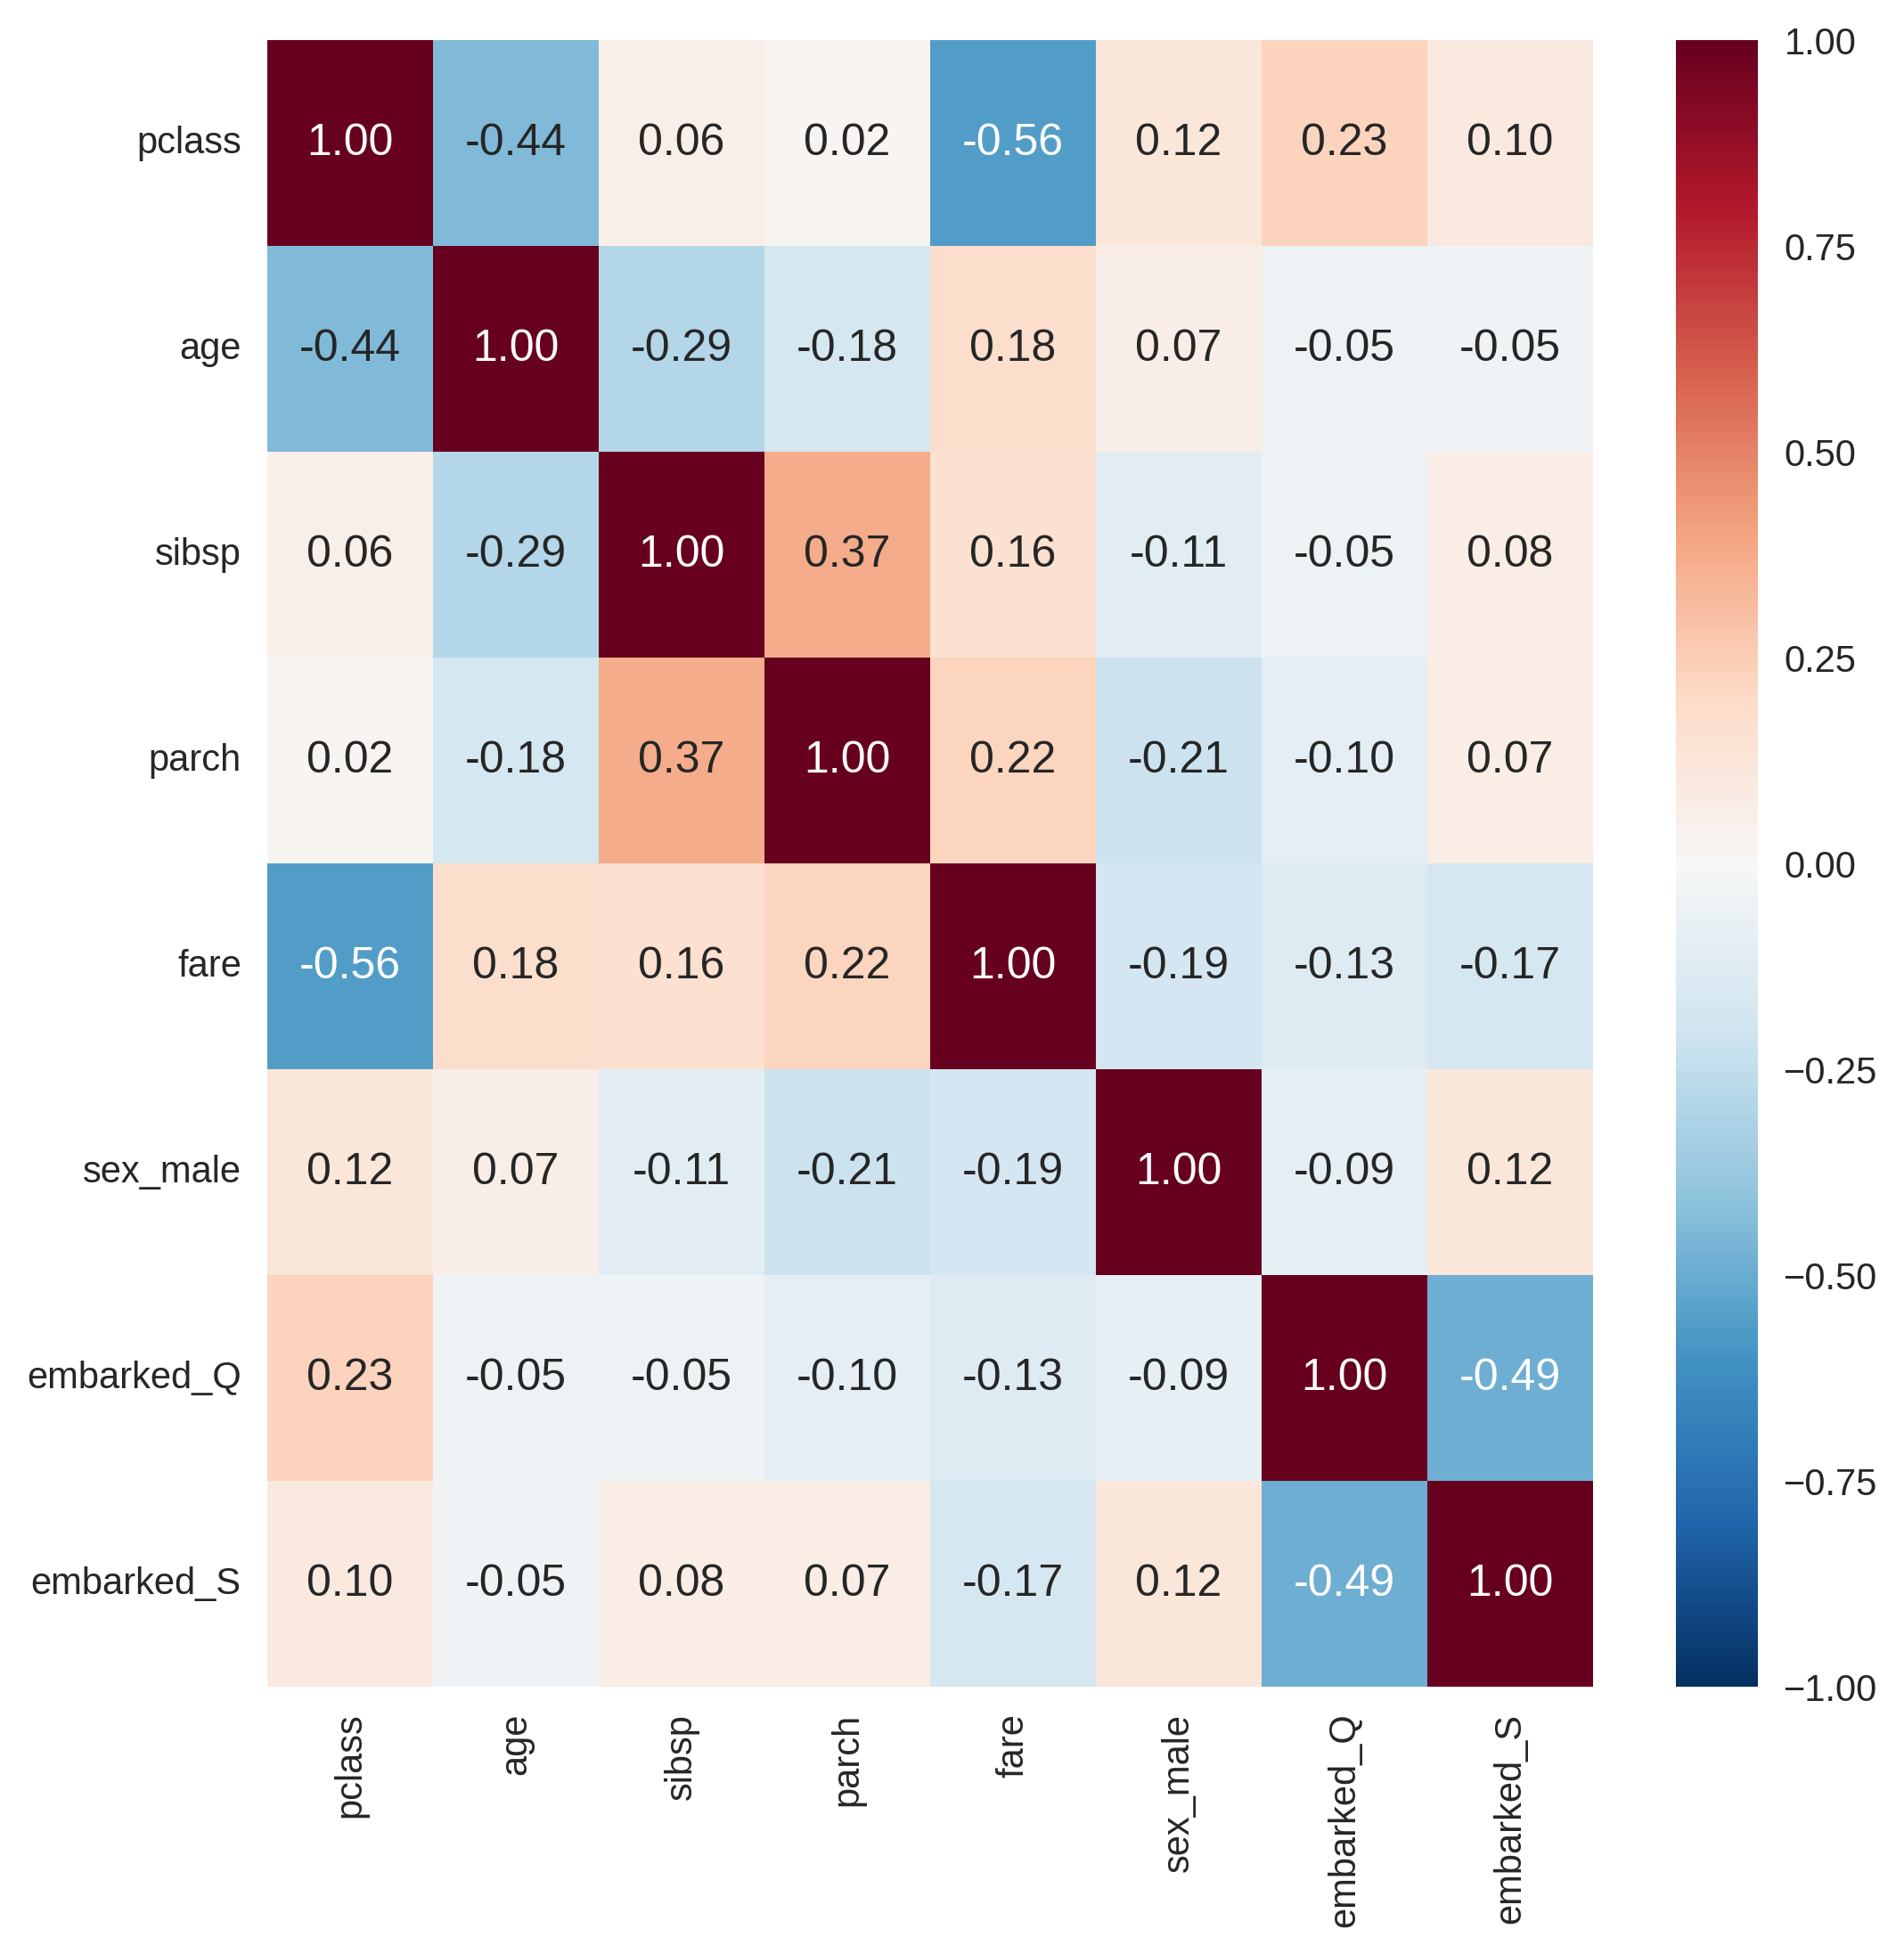 1.00
pclass 1.00 -0.44 0.06 0.02 -0.56 0.12 0.23 0.10
0.75
age -0.44 1.00 -0.29 -0.18 0.18 0.07 -0.05 -0.05
0.50
sibsp 0.06 -0.29 1.00 0.37 0.16 -0.11 -0.05 0.08
0.25
parch 0.02 -0.18 0.37 1.00 0.22 -0.21 -0.10 0.07
0.00
fare -0.56 0.18 0.16 0.22 1.00 -0.19 -0.13 -0.17
−0.25
sex_male 0.12 0.07 -0.11 -0.21 -0.19 1.00 -0.09 0.12
−0.50
embarked_Q 0.23 -0.05 -0.05 -0.10 -0.13 -0.09 1.00 -0.49
−0.75
embarked_S 0.10 -0.05 0.08 0.07 -0.17 0.12 -0.49 1.00
−1.00
pclass age sibsp parch fare sex_male embarked_Q embarked_S